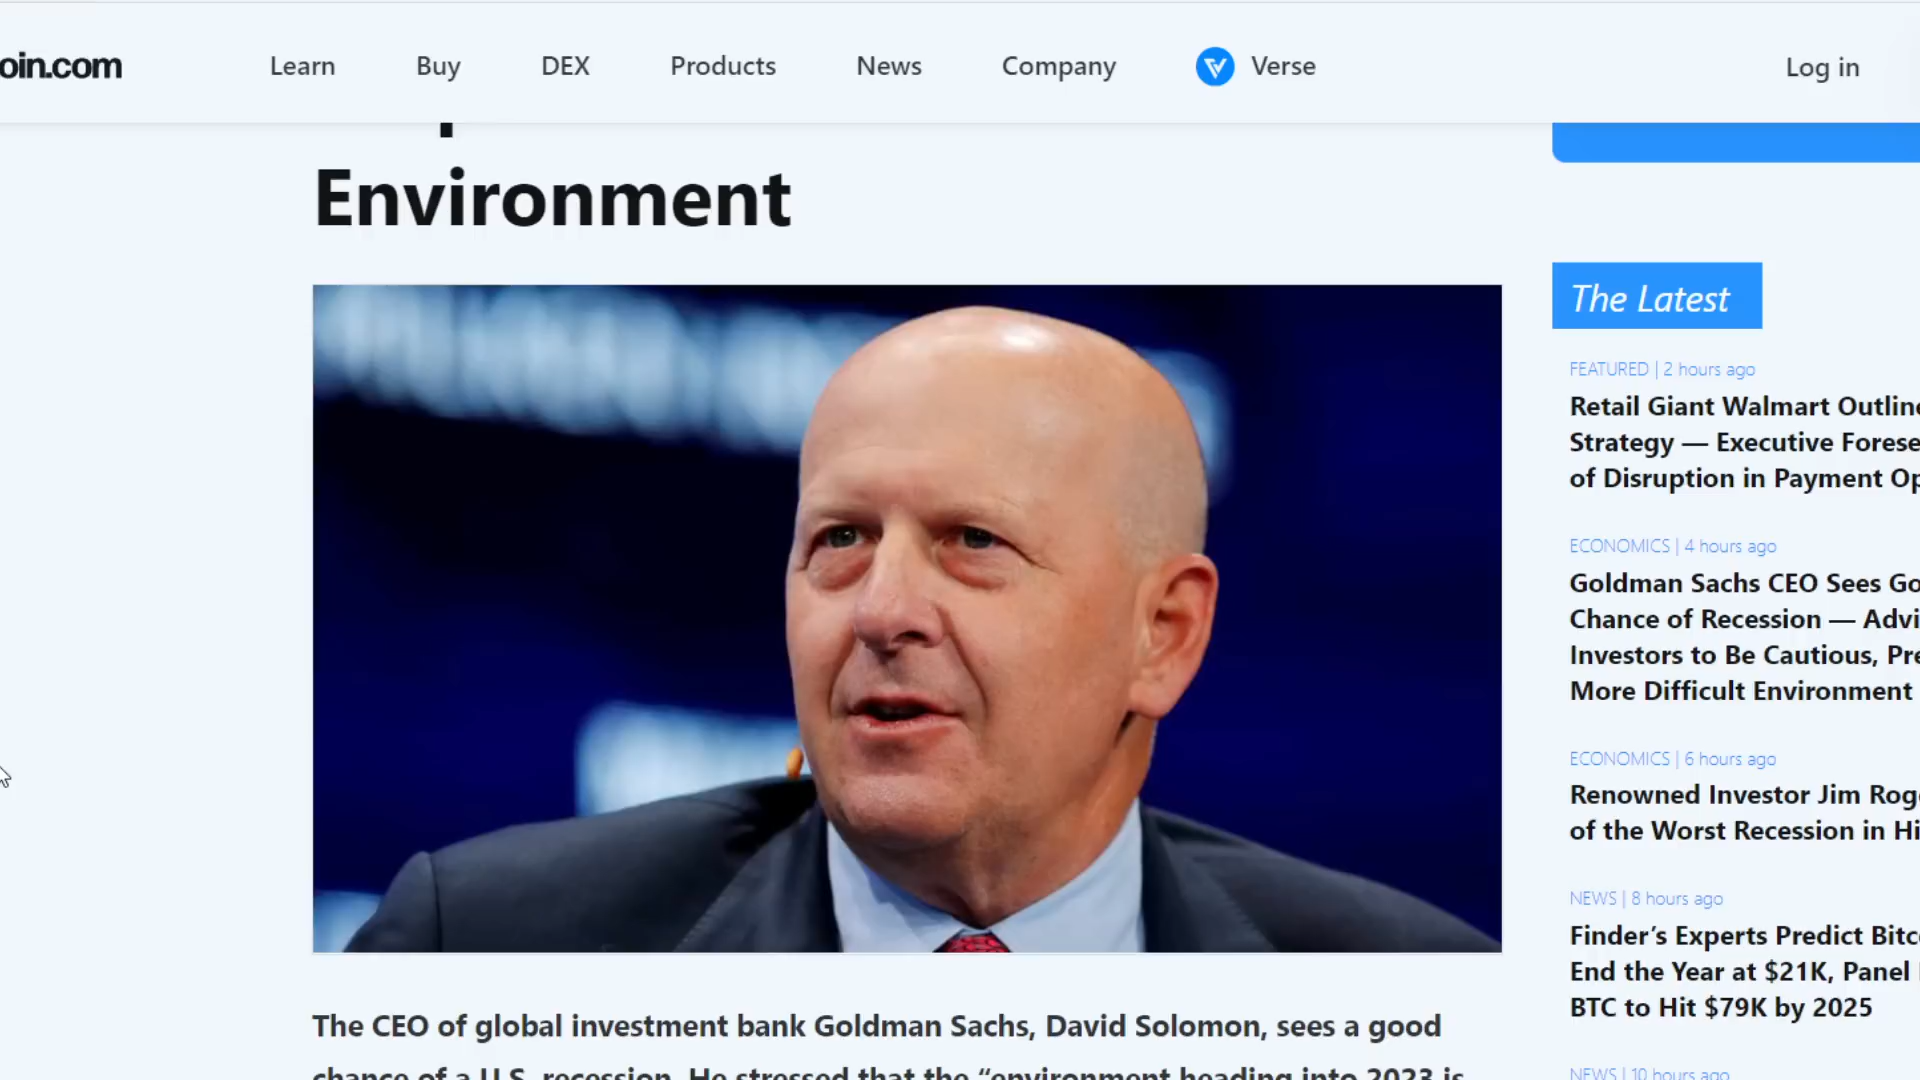 oin.com
Learn
Buy
DEX
Products
News
Company
Verse
Log in
Environment
The CEO of global investment bank Goldman Sachs, David Solomon, sees a good
chance of a U.S. recession. He stressed that the “environment heading into 2023 is
The Latest
FEATURED | 2 hours ago
Retail Giant Walmart Outline
Strategy — Executive Forese
of Disruption in Payment Op
ECONOMICS | 4 hours ago
Goldman Sachs CEO Sees Go
Chance of Recession — Advi
Investors to Be Cautious, Pre
More Difficult Environment
ECONOMICS | 6 hours ago
Renowned Investor Jim Rog
of the Worst Recession in Hi
NEWS | 8 hours ago
Finder’s Experts Predict Bitc
End the Year at $21K, Panel
BTC to Hit $79K by 2025
NEWS | 10 hours ago